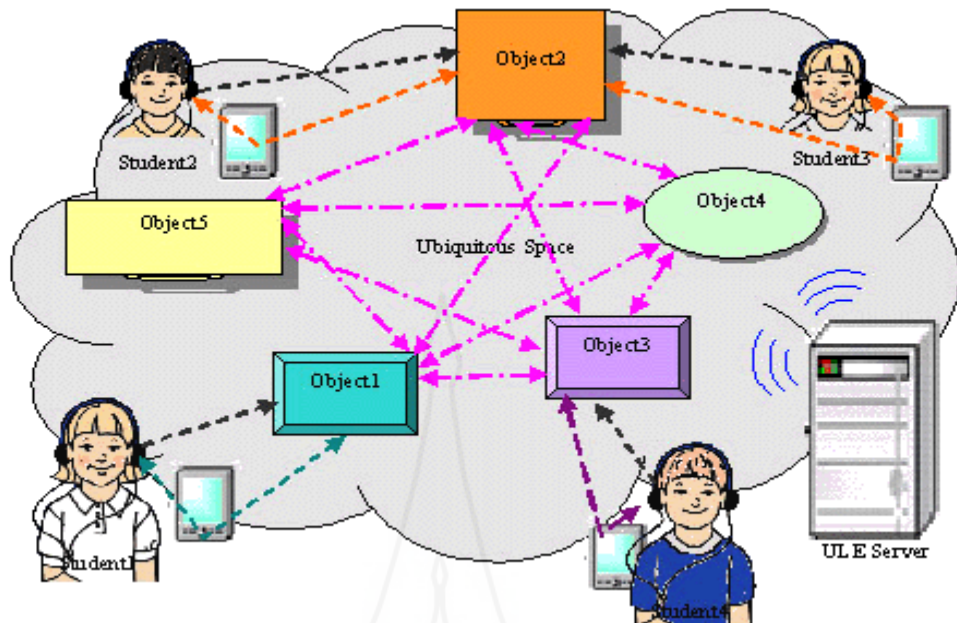 Object2
Student2
Student3
Object5
Object4
Ubiquitous Space
Object3
Object1
ULE Server
Student1
Student4